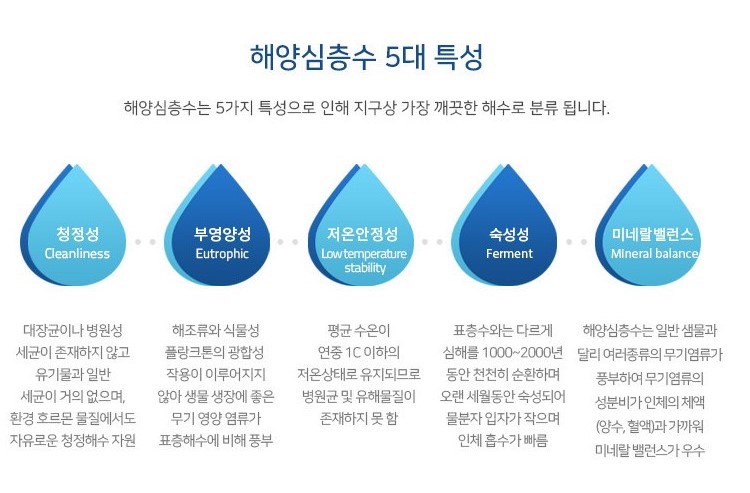 해양심층수 5대 특성
해양심층수는 5가지 특성으로 인해 지구상 가장 깨끗한 해수로 분류 됩니다.
청정성
Cleanliness
대장균이나 병원성
세균이 존재하지 않고
유기물과 일반
세균이 거의 없으며,
환경 호르몬 물질에서도
자유로운 청정해수 자원
부영양성
Eutrophic
해조류와 식물성
플랑크톤의 광합성
작용이 이루어지지
않아 생물 생장에 좋은
무기 영양 염류가
표층해수에 비해 풍부
저온안정성
Low temperature
stability
평균 수온이
연중 1C 이하의
저온상태로 유지되므로
병원균 및 유해물질이
존재하지 못 함
숙성성
Ferment
표층수와는 다르게
심해를 1000~2000년
동안 천천히 순환하며
오랜 세월동안 숙성되어
물분자 입자가 작으며
인체 흡수가 빠름
미네랄밸런스
Mineral balance
해양심층수는 일반 샘물과
달리 여러종류의 무기염류가
풍부하여 무기염류의
성분비가 인체의 체액
(양수, 혈액)과 가까워
미네랄 밸런스가 우수